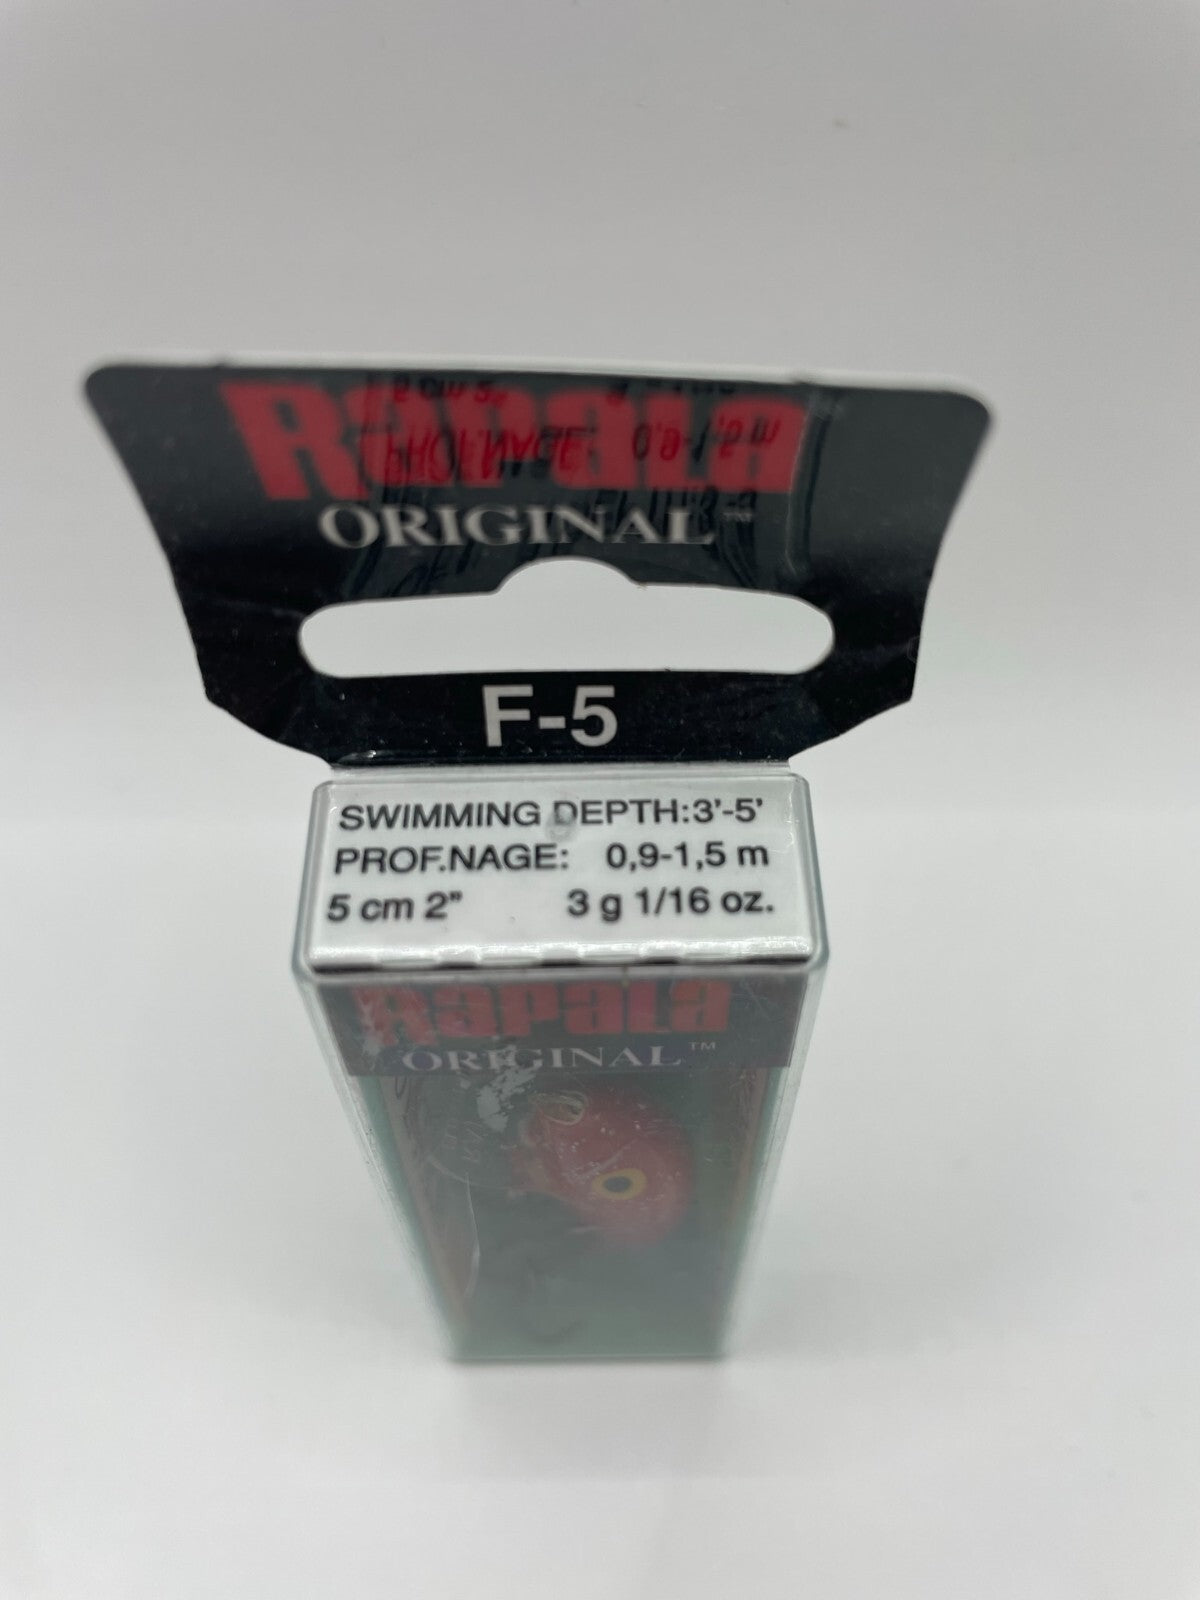 Rapala
ORIGINAL™
F-5
SWIMMING DEPTH:3'-5'
PROF.NAGE: 0,9-1,5 m
5 cm 2" 3 g 1/16 oz.
Rapala
ORIGINAL™